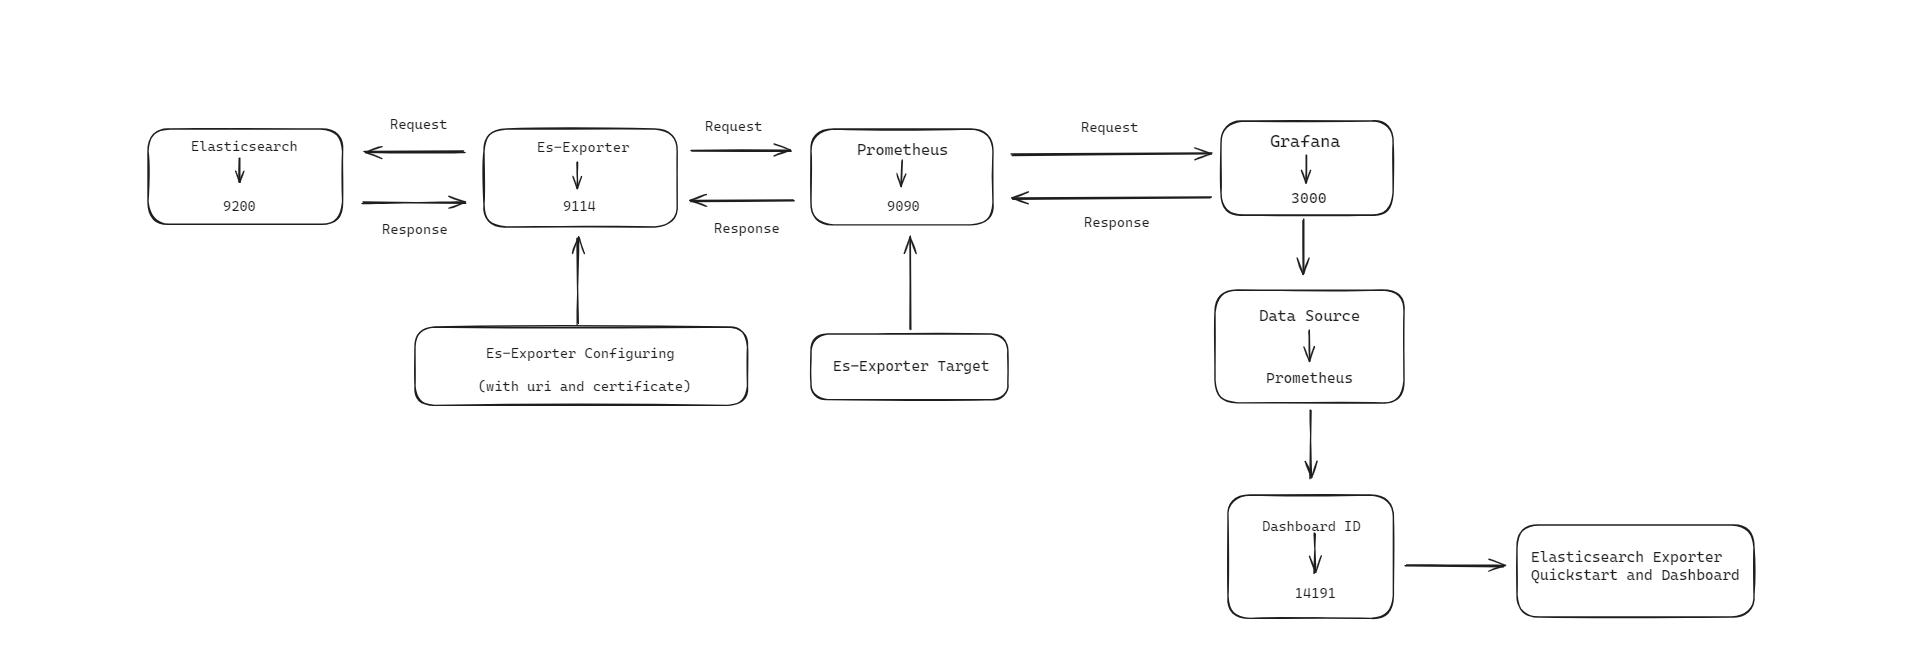 Request
Elasticsearch
9200
Response
Es-Exporter
9114
Request
Response
Prometheus
9090
Request
Response
Grafana
3000
Es-Exporter Configuring
(with uri and certificate)
Es-Exporter Target
Data Source
Prometheus
Dashboard ID
14191
Elasticsearch Exporter
Quickstart and Dashboard